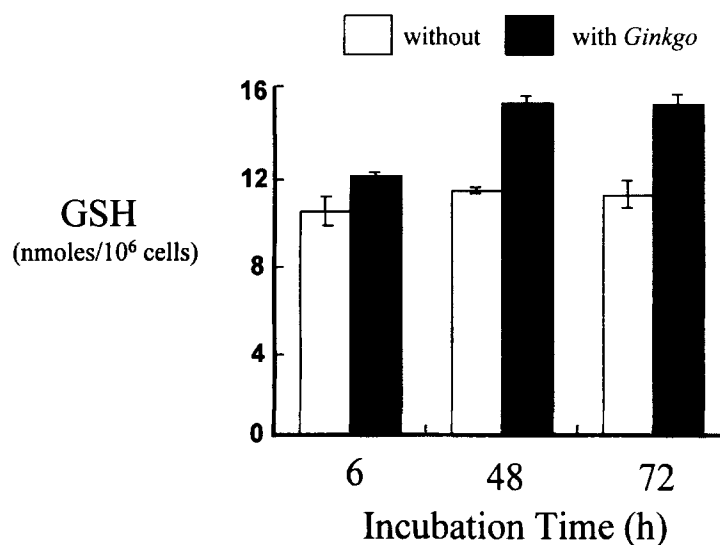 without
with Ginkgo
16
12
8
4
0
GSH
(nmoles/10⁶ cells)
6 48 72
Incubation Time (h)